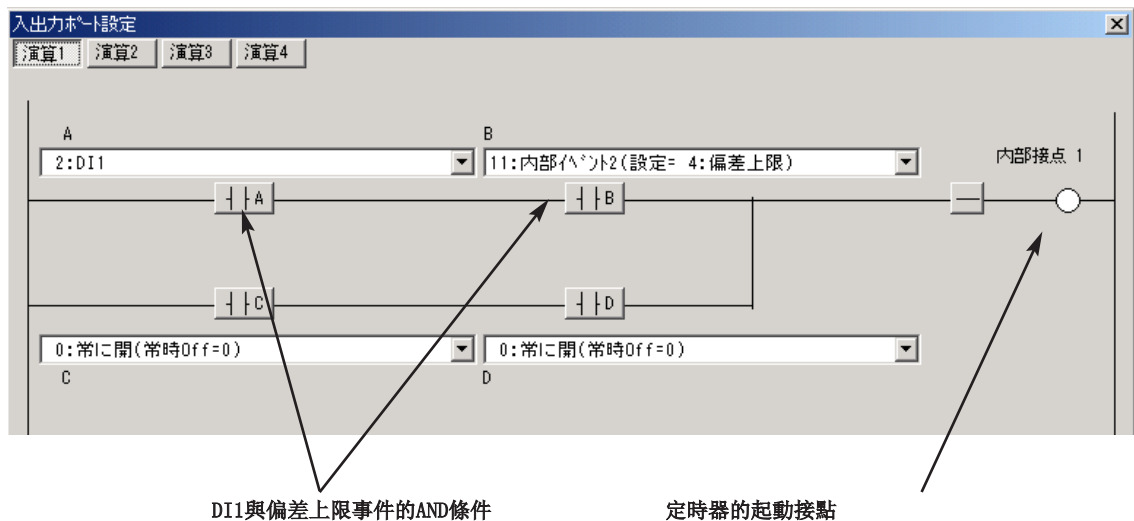 入出力ﾎﾟｰﾄ設定
演算1 演算2 演算3 演算4
A B
2:DI1 11:内部ｲﾍﾞﾝﾄ2(設定= 4:偏差上限) 内部接点 1
A B
C D
0:常に開(常時Off=0) 0:常に開(常時Off=0)
C D
DI1與偏差上限事件的AND條件 定時器的起動接點